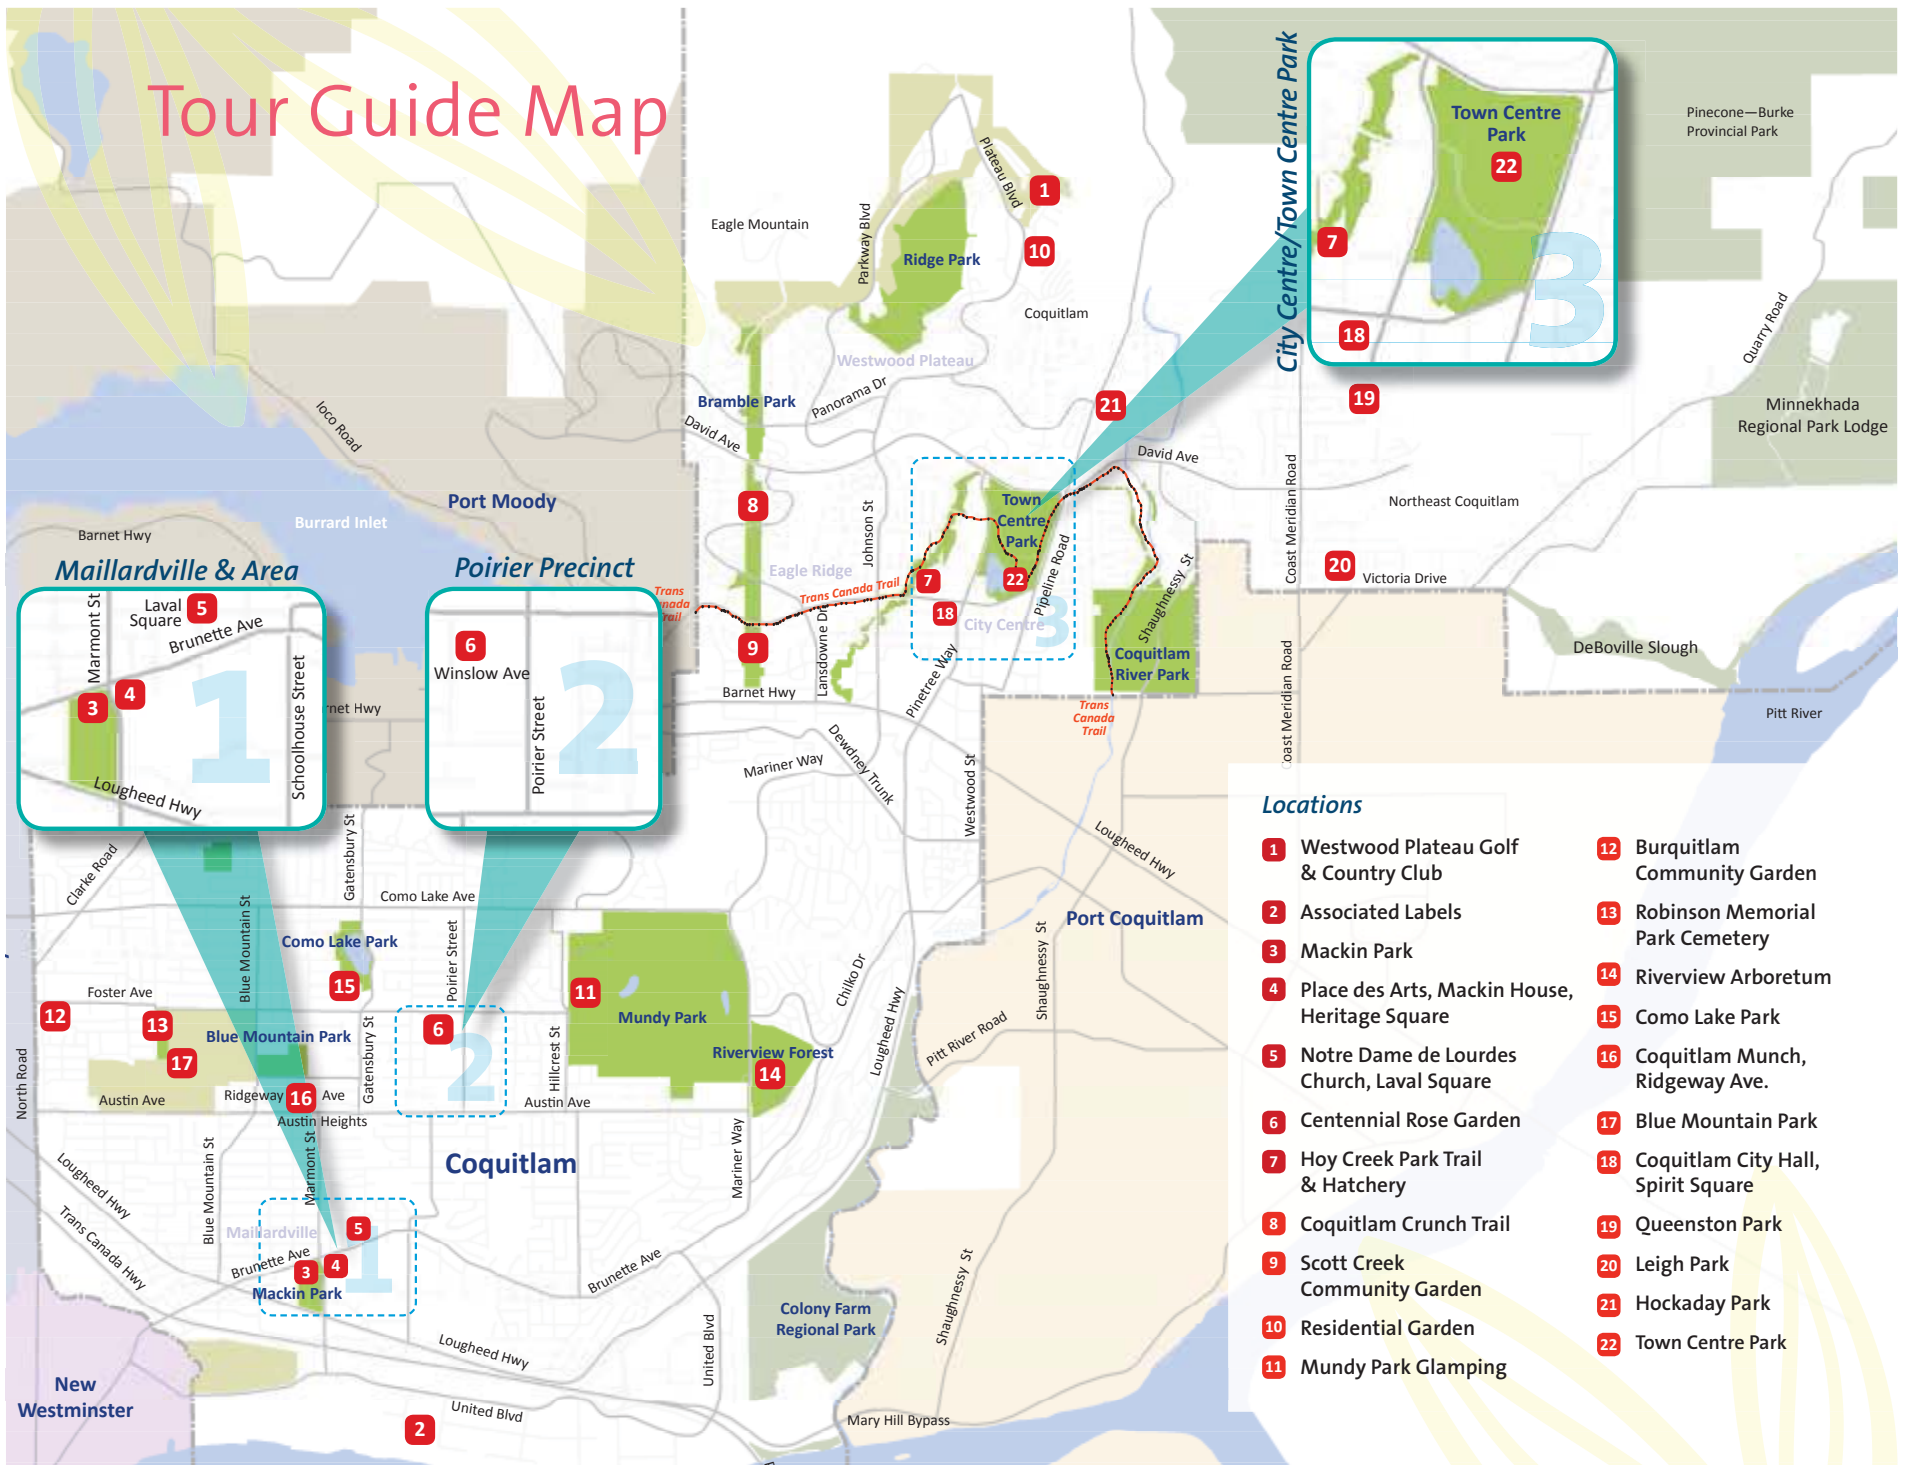 Tour Guide Map
City Centre/Town Centre Park
Town Centre
Park
22
7
18
3
Pinecone—Burke
Provincial Park
Plateau Blvd
1
Eagle Mountain
Parkway Blvd
Ridge Park
10
Coquitlam
Quarry Road
Westwood Plateau
Panorama Dr
Bramble Park
David Ave
21
19
Minnekhada
Regional Park Lodge
Ioco Road
David Ave
Coast Meridian Road
Northeast Coquitlam
Port Moody
Burrard Inlet
Barnet Hwy
8
Johnson St
Town
Centre
Park
22
Pipeline Road
Shaughnessy St
20
Victoria Drive
Eagle Ridge
Trans Canada Trail
7
18
City Centre
3
Trans
nada
rail
9
Lansdowne Dr
Barnet Hwy
Pinetree Way
Coquitlam
River Park
Trans
Canada
Trail
Coast Meridian Road
DeBoville Slough
Pitt River
Maillardville & Area
Marmont St
Laval
Square
5
Brunette Ave
4
3
1
Schoolhouse Street
Lougheed Hwy
rnet Hwy
Poirier Precinct
6
Winslow Ave
Poirier Street
2
Mariner Way
Dewdney Trunk
Westwood St
Lougheed Hwy
Clarke Road
Gatensbury St
Como Lake Ave
Blue Mountain St
Como Lake Park
Poirier Street
15
Foster Ave
12
13
17
Blue Mountain Park
Gatensbury St
6
2
11
Mundy Park
Hillcrest St
Riverview Forest
14
Chilko Dr
Lougheed Hwy
Pitt River Road
Shaughnessy St
Port Coquitlam
North Road
Austin Ave
Ridgeway
16
Ave
Austin Heights
Austin Ave
Marmont St
Coquitlam
Mariner Way
Lougheed Hwy
Trans Canada Hwy
Blue Mountain St
Maillardville
5
1
Brunette Ave
3
4
Mackin Park
Brunette Ave
Lougheed Hwy
United Blvd
Colony Farm
Regional Park
Shaughnessy St
New
Westminster
United Blvd
2
Mary Hill Bypass
Locations
1 Westwood Plateau Golf
& Country Club
2 Associated Labels
3 Mackin Park
4 Place des Arts, Mackin House,
Heritage Square
5 Notre Dame de Lourdes
Church, Laval Square
6 Centennial Rose Garden
7 Hoy Creek Park Trail
& Hatchery
8 Coquitlam Crunch Trail
9 Scott Creek
Community Garden
10 Residential Garden
11 Mundy Park Glamping
12 Burquitlam
Community Garden
13 Robinson Memorial
Park Cemetery
14 Riverview Arboretum
15 Como Lake Park
16 Coquitlam Munch,
Ridgeway Ave.
17 Blue Mountain Park
18 Coquitlam City Hall,
Spirit Square
19 Queenston Park
20 Leigh Park
21 Hockaday Park
22 Town Centre Park